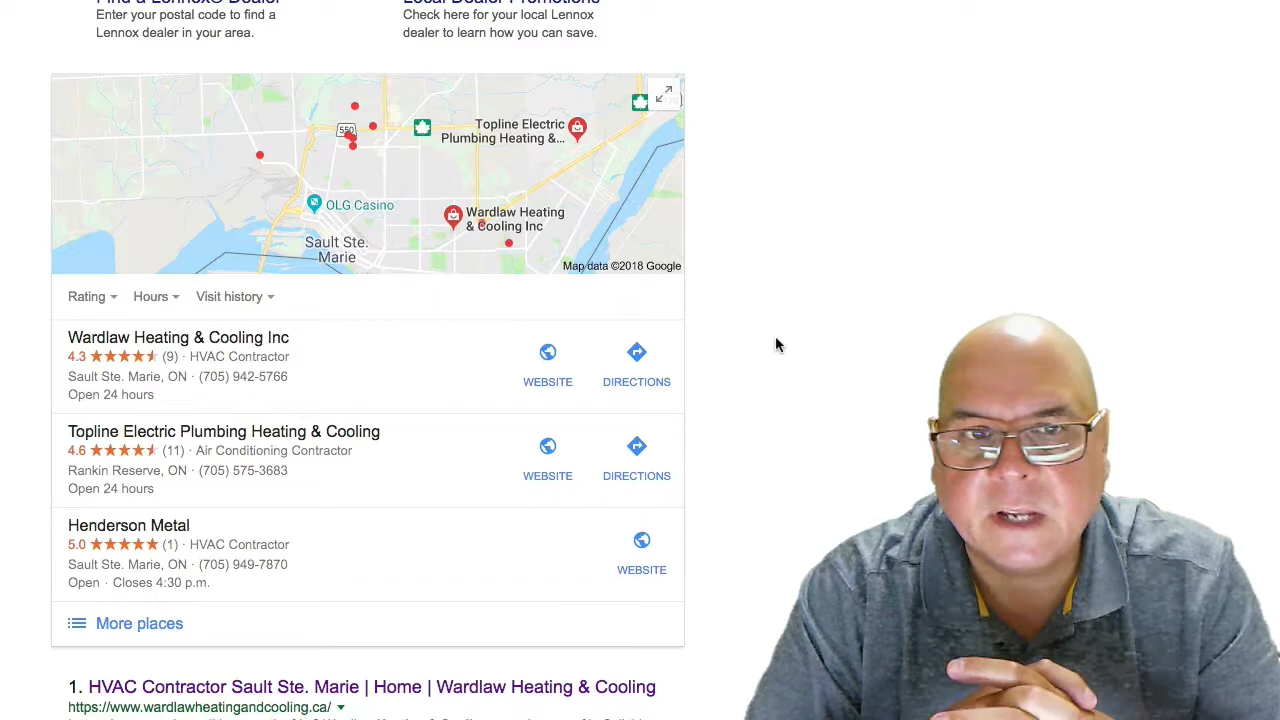 Find a Lennox® Dealer
Enter your postal code to find a
Lennox dealer in your area.
Local Dealer Promotions
Check here for your local Lennox
dealer to learn how you can save.
550
Topline Electric
Plumbing Heating &...
OLG Casino
Wardlaw Heating
& Cooling Inc
Sault Ste.
Marie
Map data ©2018 Google
Rating
Hours
Visit history
Wardlaw Heating & Cooling Inc
4.3 (9) · HVAC Contractor
Sault Ste. Marie, ON · (705) 942-5766
Open 24 hours
WEBSITE
DIRECTIONS
Topline Electric Plumbing Heating & Cooling
4.6 (11) · Air Conditioning Contractor
Rankin Reserve, ON · (705) 575-3683
Open 24 hours
WEBSITE
DIRECTIONS
Henderson Metal
5.0 (1) · HVAC Contractor
Sault Ste. Marie, ON · (705) 949-7870
Open · Closes 4:30 p.m.
WEBSITE
More places
1. HVAC Contractor Sault Ste. Marie | Home | Wardlaw Heating & Cooling
https://www.wardlawheatingandcooling.ca/